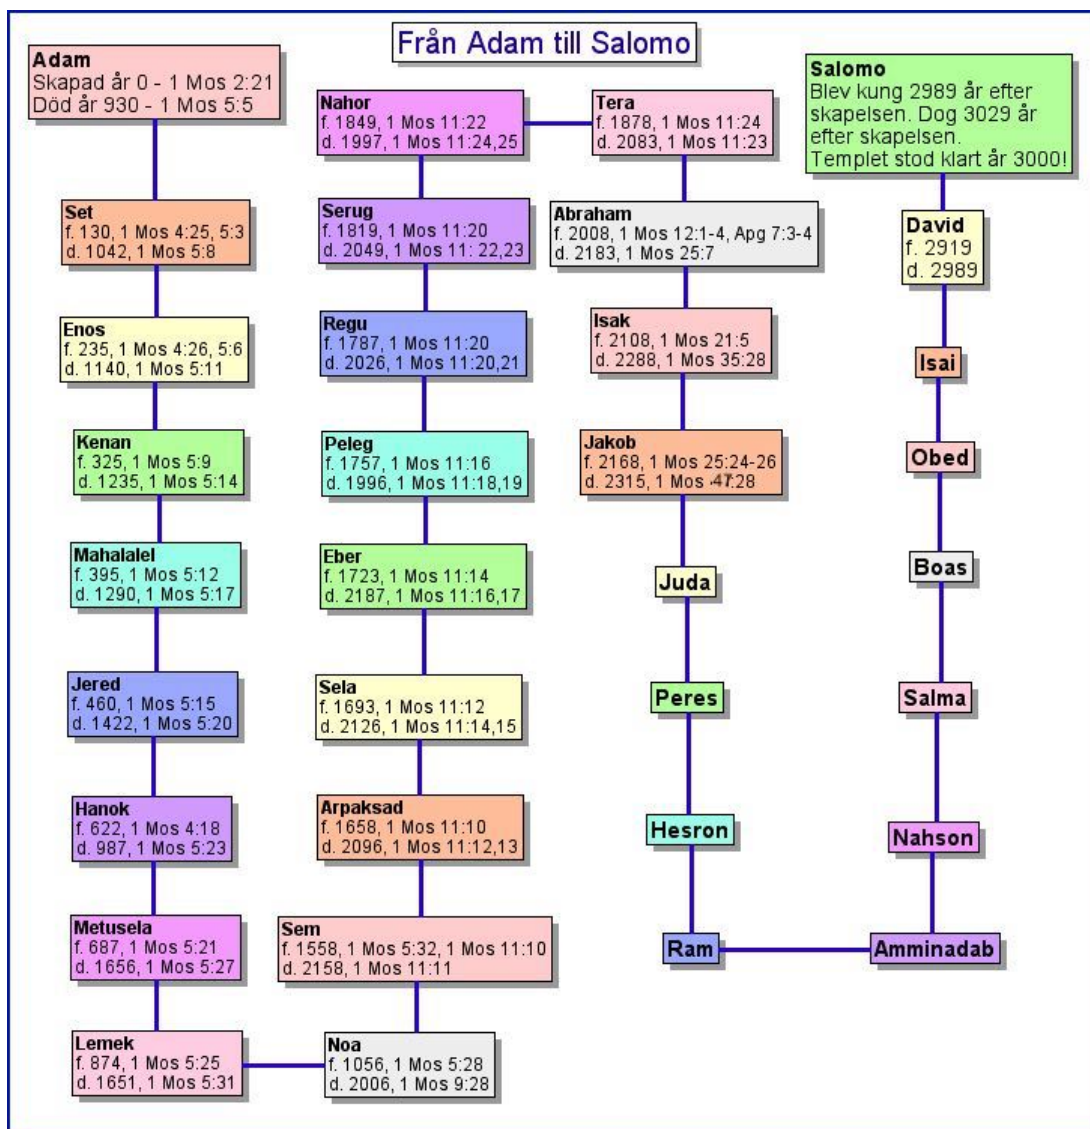 Från Adam till Salomo
Adam
Skapad år 0 - 1 Mos 2:21
Död år 930 - 1 Mos 5:5
Set
f. 130, 1 Mos 4:25, 5:3
d. 1042, 1 Mos 5:8
Enos
f. 235, 1 Mos 4:26, 5:6
d. 1140, 1 Mos 5:11
Kenan
f. 325, 1 Mos 5:9
d. 1235, 1 Mos 5:14
Mahalalel
f. 395, 1 Mos 5:12
d. 1290, 1 Mos 5:17
Jered
f. 460, 1 Mos 5:15
d. 1422, 1 Mos 5:20
Hanok
f. 622, 1 Mos 4:18
d. 987, 1 Mos 5:23
Metusela
f. 687, 1 Mos 5:21
d. 1656, 1 Mos 5:27
Lemek
f. 874, 1 Mos 5:25
d. 1651, 1 Mos 5:31
Noa
f. 1056, 1 Mos 5:28
d. 2006, 1 Mos 9:28
Sem
f. 1558, 1 Mos 5:32, 1 Mos 11:10
d. 2158, 1 Mos 11:11
Arpaksad
f. 1658, 1 Mos 11:10
d. 2096, 1 Mos 11:12,13
Sela
f. 1693, 1 Mos 11:12
d. 2126, 1 Mos 11:14,15
Eber
f. 1723, 1 Mos 11:14
d. 2187, 1 Mos 11:16,17
Peleg
f. 1757, 1 Mos 11:16
d. 1996, 1 Mos 11:18,19
Regu
f. 1787, 1 Mos 11:20
d. 2026, 1 Mos 11:20,21
Serug
f. 1819, 1 Mos 11:20
d. 2049, 1 Mos 11: 22,23
Nahor
f. 1849, 1 Mos 11:22
d. 1997, 1 Mos 11:24,25
Tera
f. 1878, 1 Mos 11:24
d. 2083, 1 Mos 11:23
Abraham
f. 2008, 1 Mos 12:1-4, Apg 7:3-4
d. 2183, 1 Mos 25:7
Isak
f. 2108, 1 Mos 21:5
d. 2288, 1 Mos 35:28
Jakob
f. 2168, 1 Mos 25:24-26
d. 2315, 1 Mos 47:28
Juda
Peres
Hesron
Ram
Amminadab
Nahson
Salma
Boas
Obed
Isai
David
f. 2919
d. 2989
Salomo
Blev kung 2989 år efter
skapelsen. Dog 3029 år
efter skapelsen.
Templet stod klart år 3000!